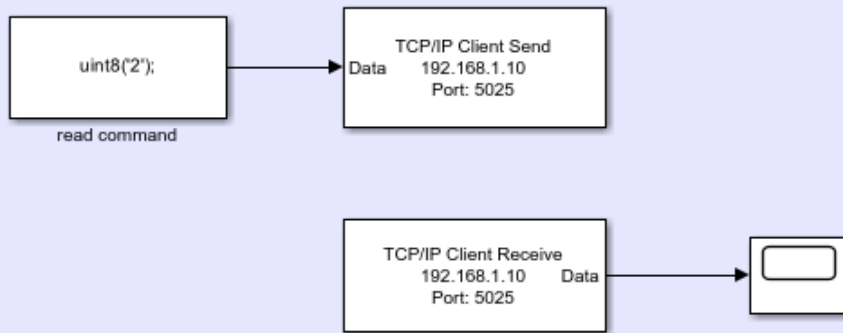 uint8('2');
read command
TCP/IP Client Send
Data
192.168.1.10
Port: 5025
TCP/IP Client Receive
192.168.1.10
Data
Port: 5025